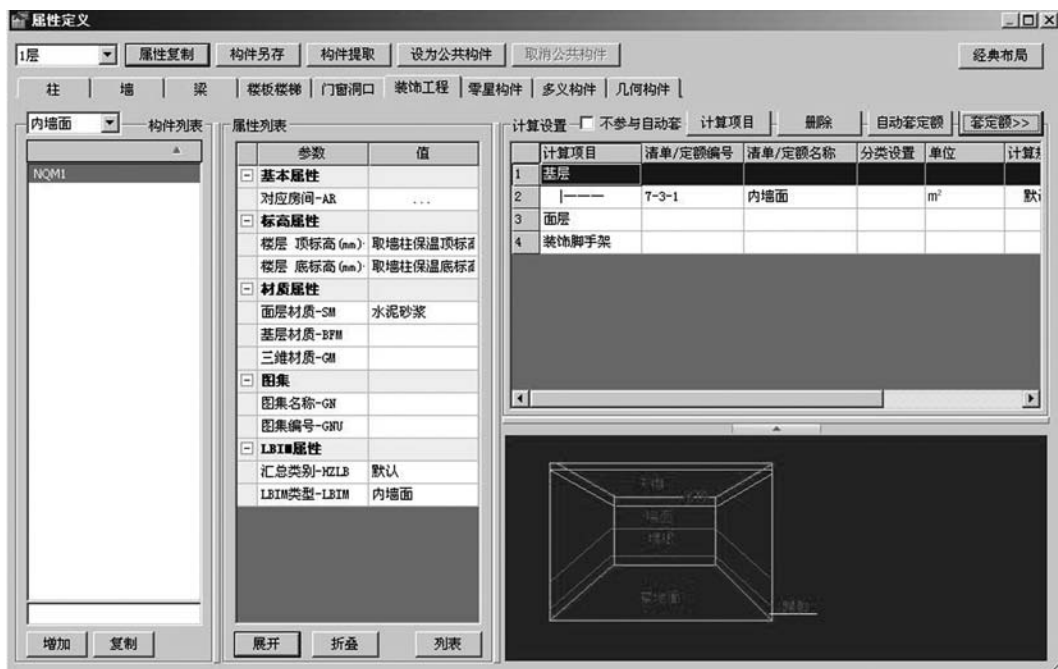 属性定义
1层 属性复制 构件另存 构件提取 设为公共构件 取消公共构件 经典布局
柱 墙 梁 楼板楼梯 门窗洞口 装饰工程 零星构件 多义构件 几何构件
内墙面 构件列表
NQM1
增加 复制
属性列表
参数 值
基本属性
对应房间-AR ...
标高属性
楼层 顶标高(mm) 取墙柱保温顶标高
楼层 底标高(mm) 取墙柱保温底标高
材质属性
面层材质-SM 水泥砂浆
基层材质-BFM
三维材质-GM
图集
图集名称-GN
图集编号-GNU
LBIM属性
汇总类别-HZLB 默认
LBIM类型-LBIM 内墙面
展开 折叠 列表
计算设置 不参与自动套 计算项目 删除 自动套定额 套定额>>
计算项目 清单/定额编号 清单/定额名称 分类设置 单位
1 基层
2 |——— 7-3-1 内墙面 m²
3 面层
4 装饰脚手架
墙面